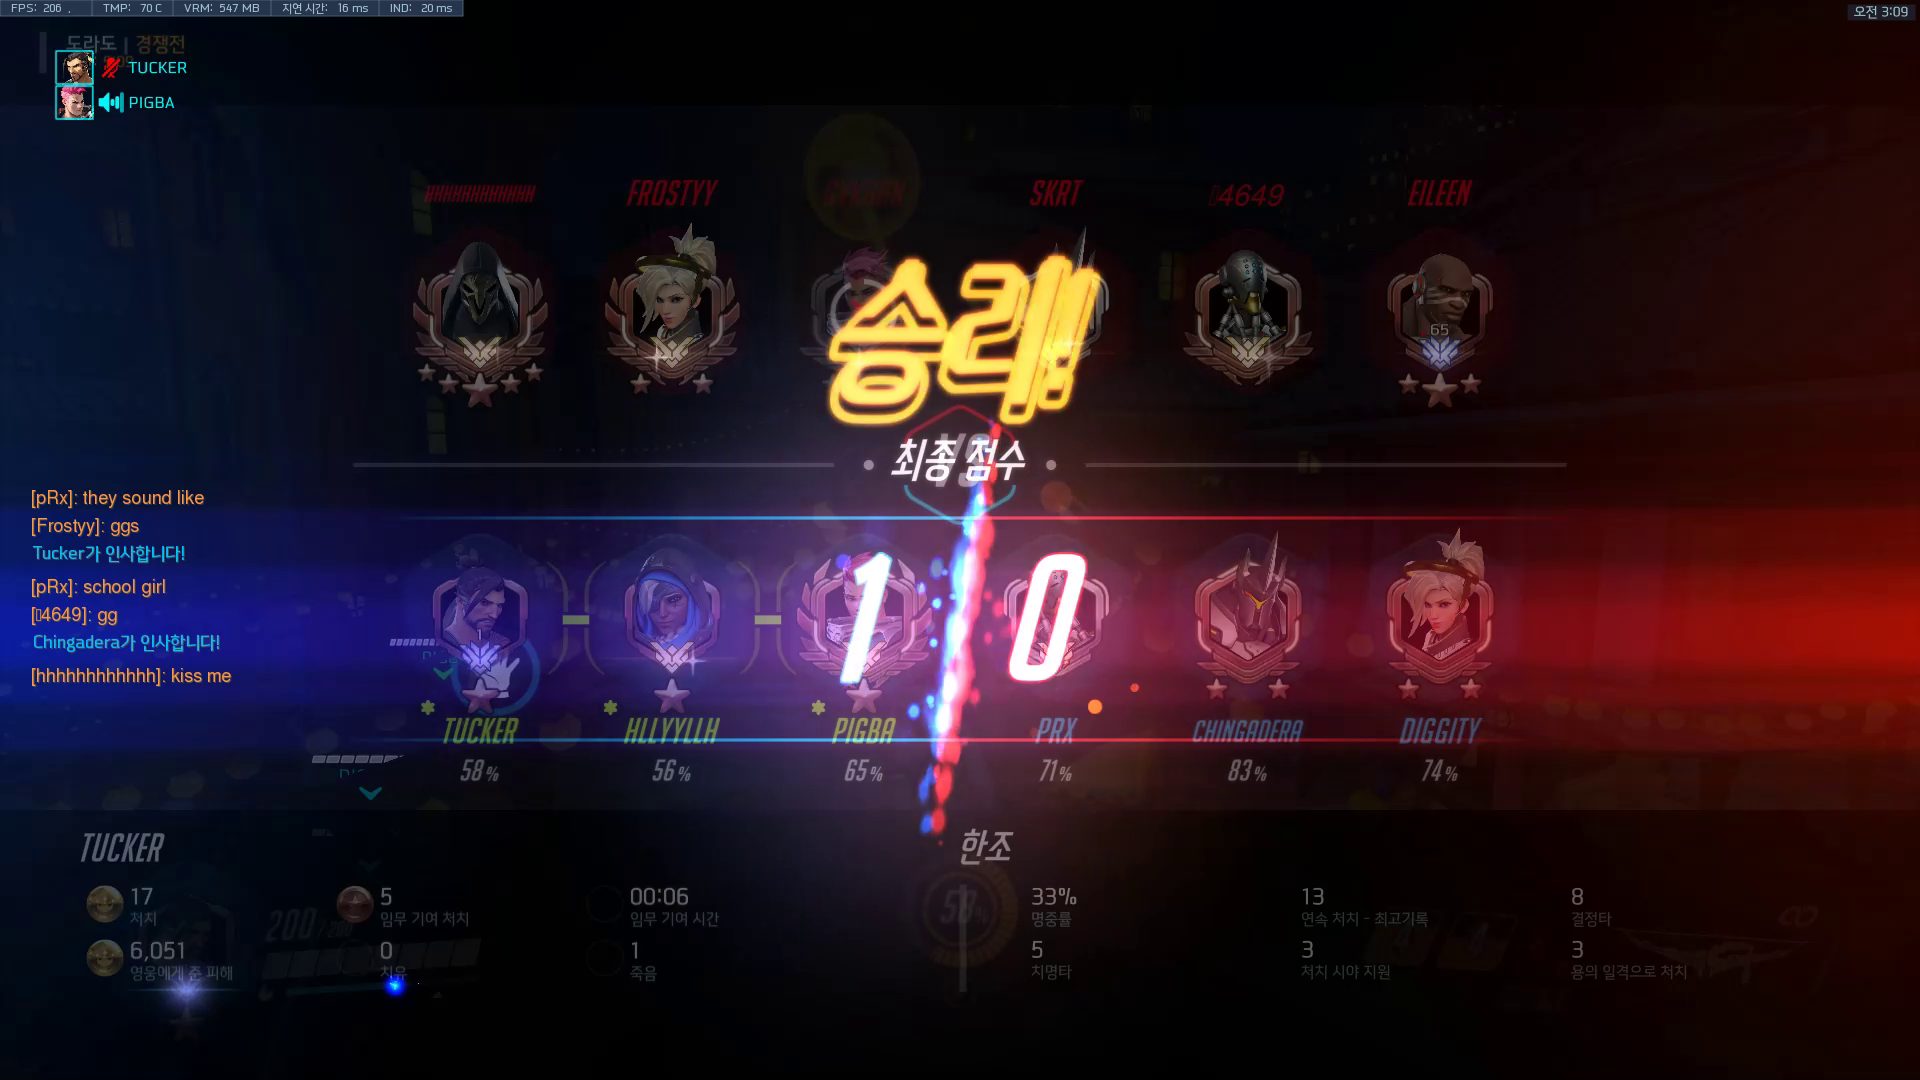 FPS: 206 , TMP: 70 C VRM: 547 MB 지연 시간: 16 ms IND: 20 ms
오전 3:09
도라도 | 경쟁전
TUCKER
PIGBA
HHHHHHHHHHHH FROSTYY SKRT 4649 EILEEN
65
승리!
VS
최종 점수
[pRx]: they sound like
[Frostyy]: ggs
Tucker가 인사합니다!
[pRx]: school girl
[4649]: gg
Chingadera가 인사합니다!
[hhhhhhhhhhhh]: kiss me
1 0
TUCKER HLLYYLLH PIGBA PRX CHINGADERA DIGGITY
58% 56% 65% 71% 83% 74%
TUCKER 한조
17 5 00:06 33% 13 8
처치 임무 기여 처치 임무 기여 시간 명중률 연속 처치 - 최고기록 결정타
200
6,051 0 1 5 3 3
영웅에게 준 피해 치유 죽음 치명타 처치 시야 지원 용의 일격으로 처치